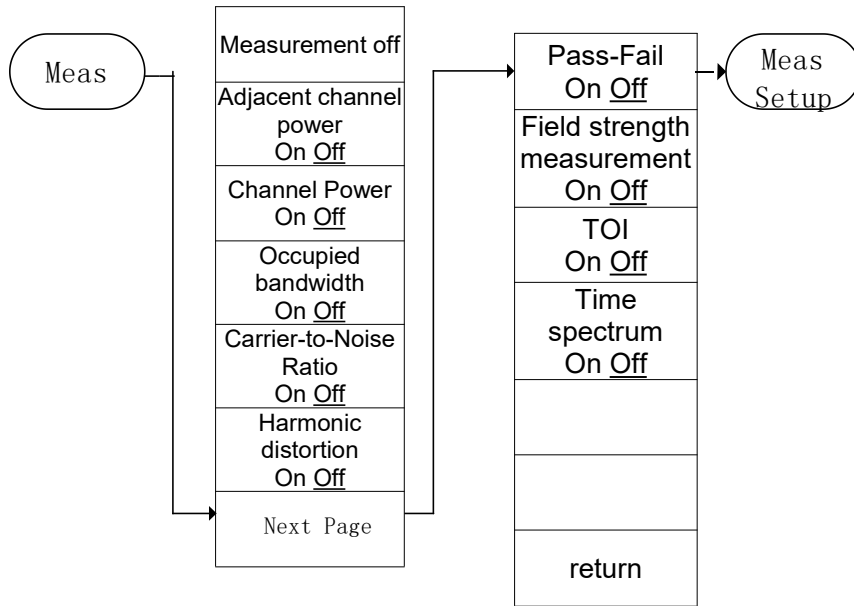 Meas
Measurement off
Adjacent channel
power
On Off
Channel Power
On Off
Occupied
bandwidth
On Off
Carrier-to-Noise
Ratio
On Off
Harmonic
distortion
On Off
Next Page
Pass-Fail
On Off
Field strength
measurement
On Off
TOI
On Off
Time
spectrum
On Off
return
Meas
Setup